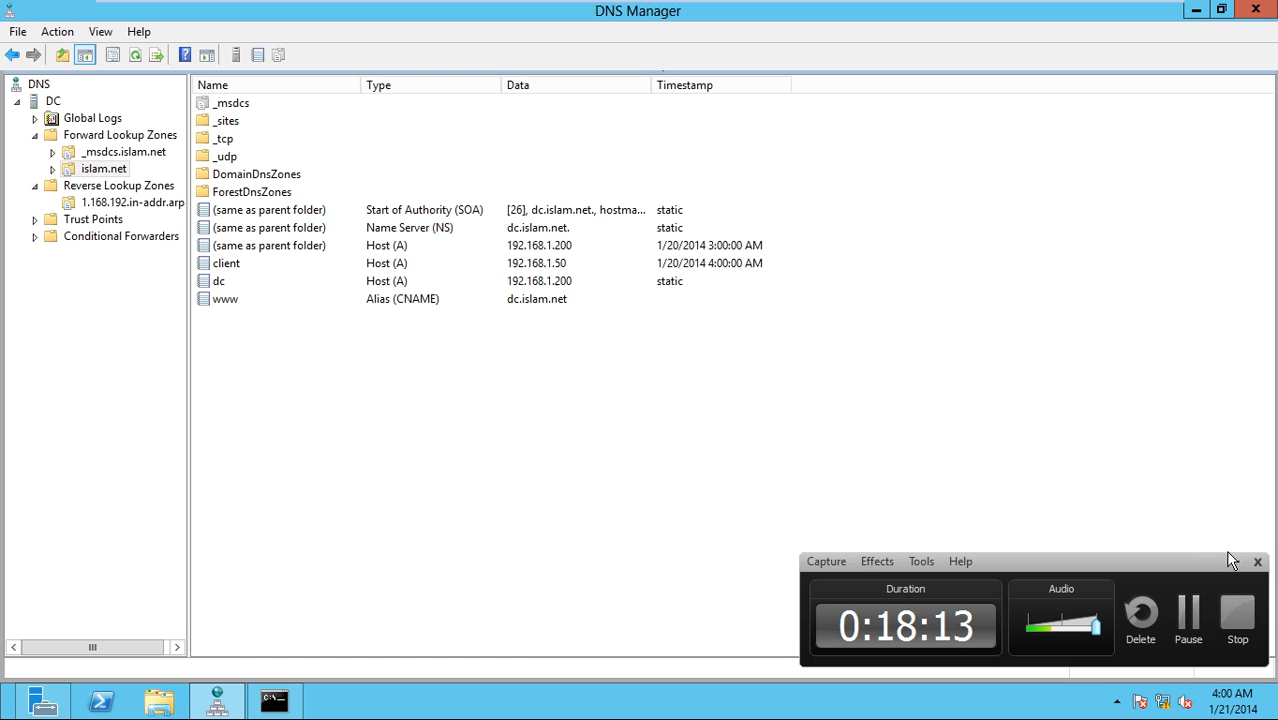 DNS Manager
File Action View Help
DNS
DC
Global Logs
Forward Lookup Zones
_msdcs.islam.net
islam.net
Reverse Lookup Zones
1.168.192.in-addr.arp
Trust Points
Conditional Forwarders
Name Type Data Timestamp
_msdcs
_sites
_tcp
_udp
DomainDnsZones
ForestDnsZones
(same as parent folder) Start of Authority (SOA) [26], dc.islam.net., hostma... static
(same as parent folder) Name Server (NS) dc.islam.net. static
(same as parent folder) Host (A) 192.168.1.200 1/20/2014 3:00:00 AM
client Host (A) 192.168.1.50 1/20/2014 4:00:00 AM
dc Host (A) 192.168.1.200 static
www Alias (CNAME) dc.islam.net
Capture Effects Tools Help
Duration Audio
0:18:13
Delete Pause Stop
4:00 AM
1/21/2014